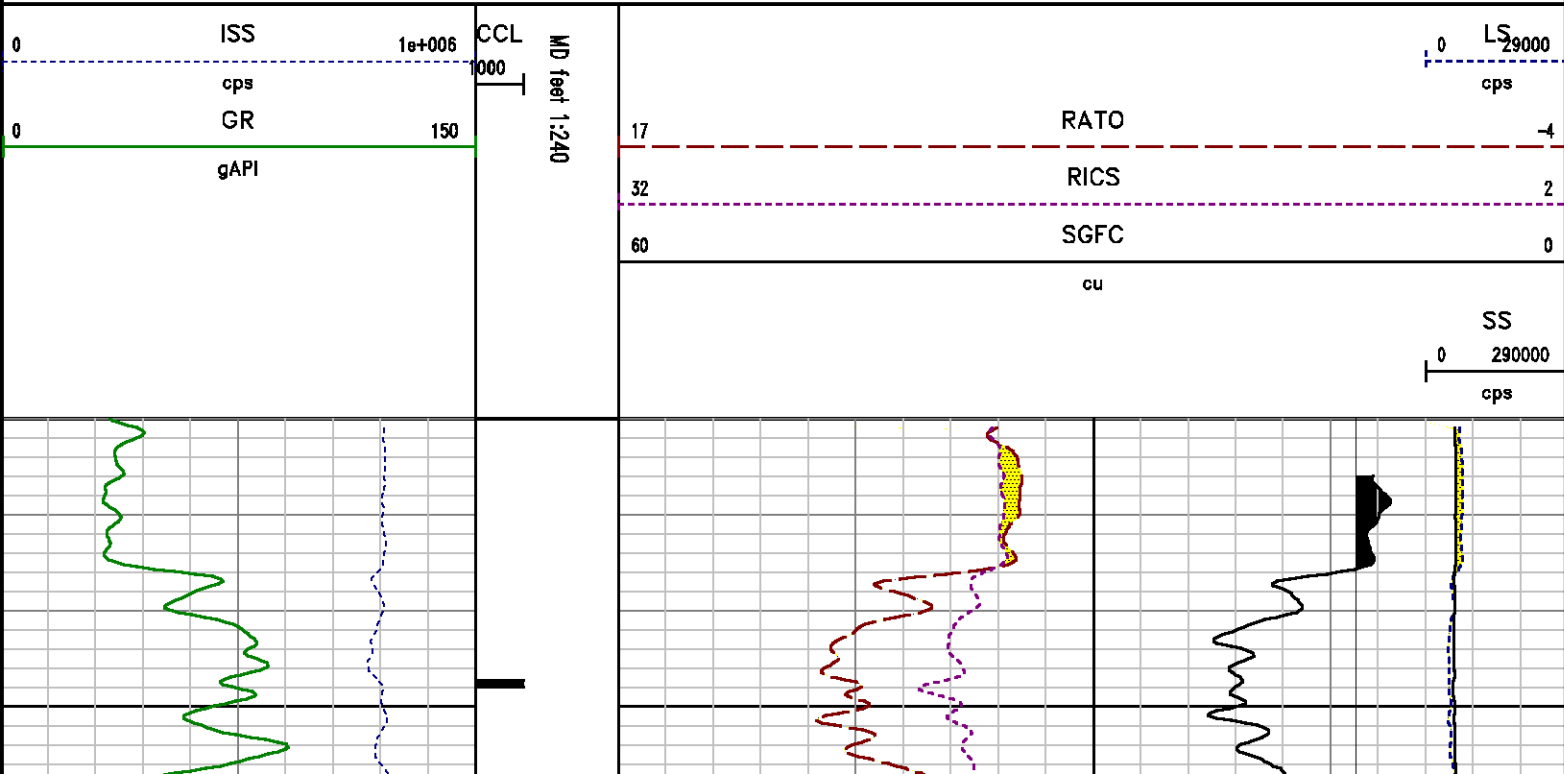 ISS
0 1e+006
cps
GR
0 150
gAPI
CCL
1000
MD feet 1:240
LS
0 29000
cps
RATO
17 -4
RICS
32 2
SGFC
60 0
cu
SS
0 290000
cps